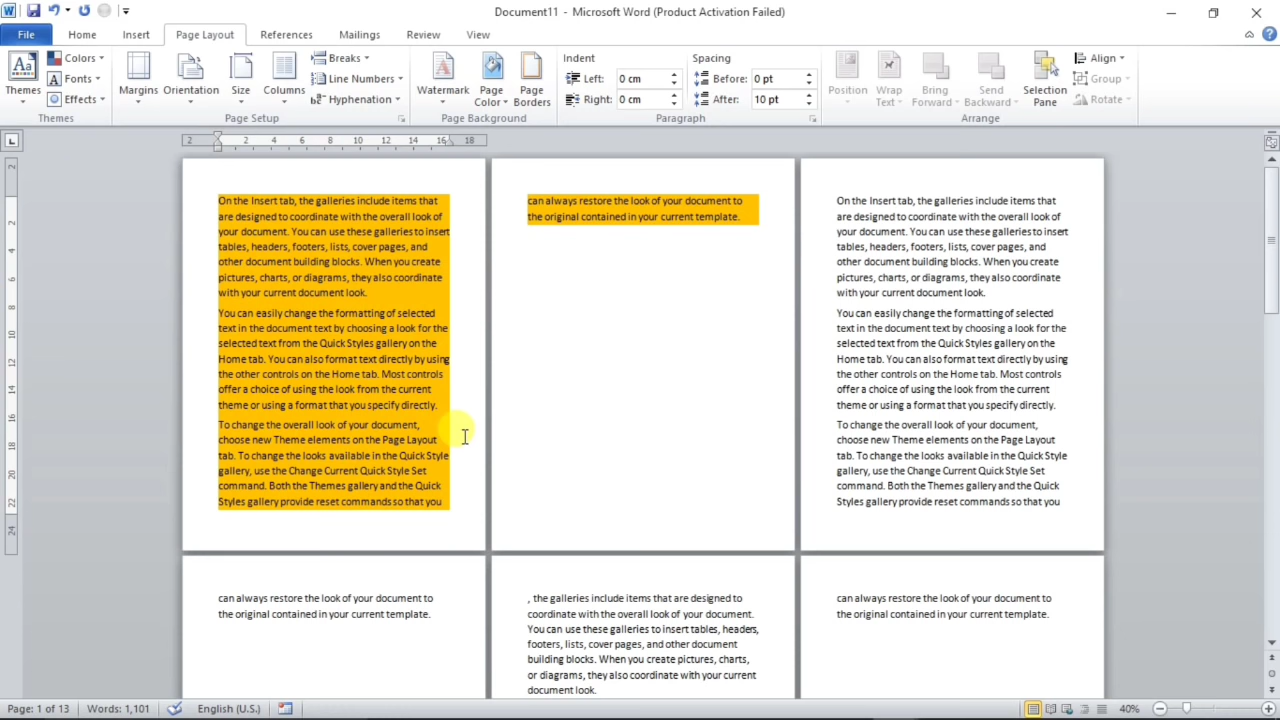 Document11 - Microsoft Word (Product Activation Failed)
File Home Insert Page Layout References Mailings Review View
Themes
Colors
Fonts
Effects
Themes
Margins Orientation Size Columns
Breaks
Line Numbers
Hyphenation
Page Setup
Watermark Page Color Page Borders
Page Background
Indent Spacing
Left: 0 cm Before: 0 pt
Right: 0 cm After: 10 pt
Paragraph
Position Wrap Text Bring Forward Send Backward Selection Pane
Align
Group
Rotate
Arrange
2 2 4 6 8 10 12 14 16 18
2
2
4
6
8
10
12
14
16
18
20
22
24
On the Insert tab, the galleries include items that
are designed to coordinate with the overall look of
your document. You can use these galleries to insert
tables, headers, footers, lists, cover pages, and
other document building blocks. When you create
pictures, charts, or diagrams, they also coordinate
with your current document look.
You can easily change the formatting of selected
text in the document text by choosing a look for the
selected text from the Quick Styles gallery on the
Home tab. You can also format text directly by using
the other controls on the Home tab. Most controls
offer a choice of using the look from the current
theme or using a format that you specify directly.
To change the overall look of your document,
choose new Theme elements on the Page Layout
tab. To change the looks available in the Quick Style
gallery, use the Change Current Quick Style Set
command. Both the Themes gallery and the Quick
Styles gallery provide reset commands so that you
can always restore the look of your document to
the original contained in your current template.
On the Insert tab, the galleries include items that
are designed to coordinate with the overall look of
your document. You can use these galleries to insert
tables, headers, footers, lists, cover pages, and
other document building blocks. When you create
pictures, charts, or diagrams, they also coordinate
with your current document look.
You can easily change the formatting of selected
text in the document text by choosing a look for the
selected text from the Quick Styles gallery on the
Home tab. You can also format text directly by using
the other controls on the Home tab. Most controls
offer a choice of using the look from the current
theme or using a format that you specify directly.
To change the overall look of your document,
choose new Theme elements on the Page Layout
tab. To change the looks available in the Quick Style
gallery, use the Change Current Quick Style Set
command. Both the Themes gallery and the Quick
Styles gallery provide reset commands so that you
can always restore the look of your document to
the original contained in your current template.
, the galleries include items that are designed to
coordinate with the overall look of your document.
You can use these galleries to insert tables, headers,
footers, lists, cover pages, and other document
building blocks. When you create pictures, charts,
or diagrams, they also coordinate with your current
document look.
can always restore the look of your document to
the original contained in your current template.
Page: 1 of 13 Words: 1,101 English (U.S.) 40%